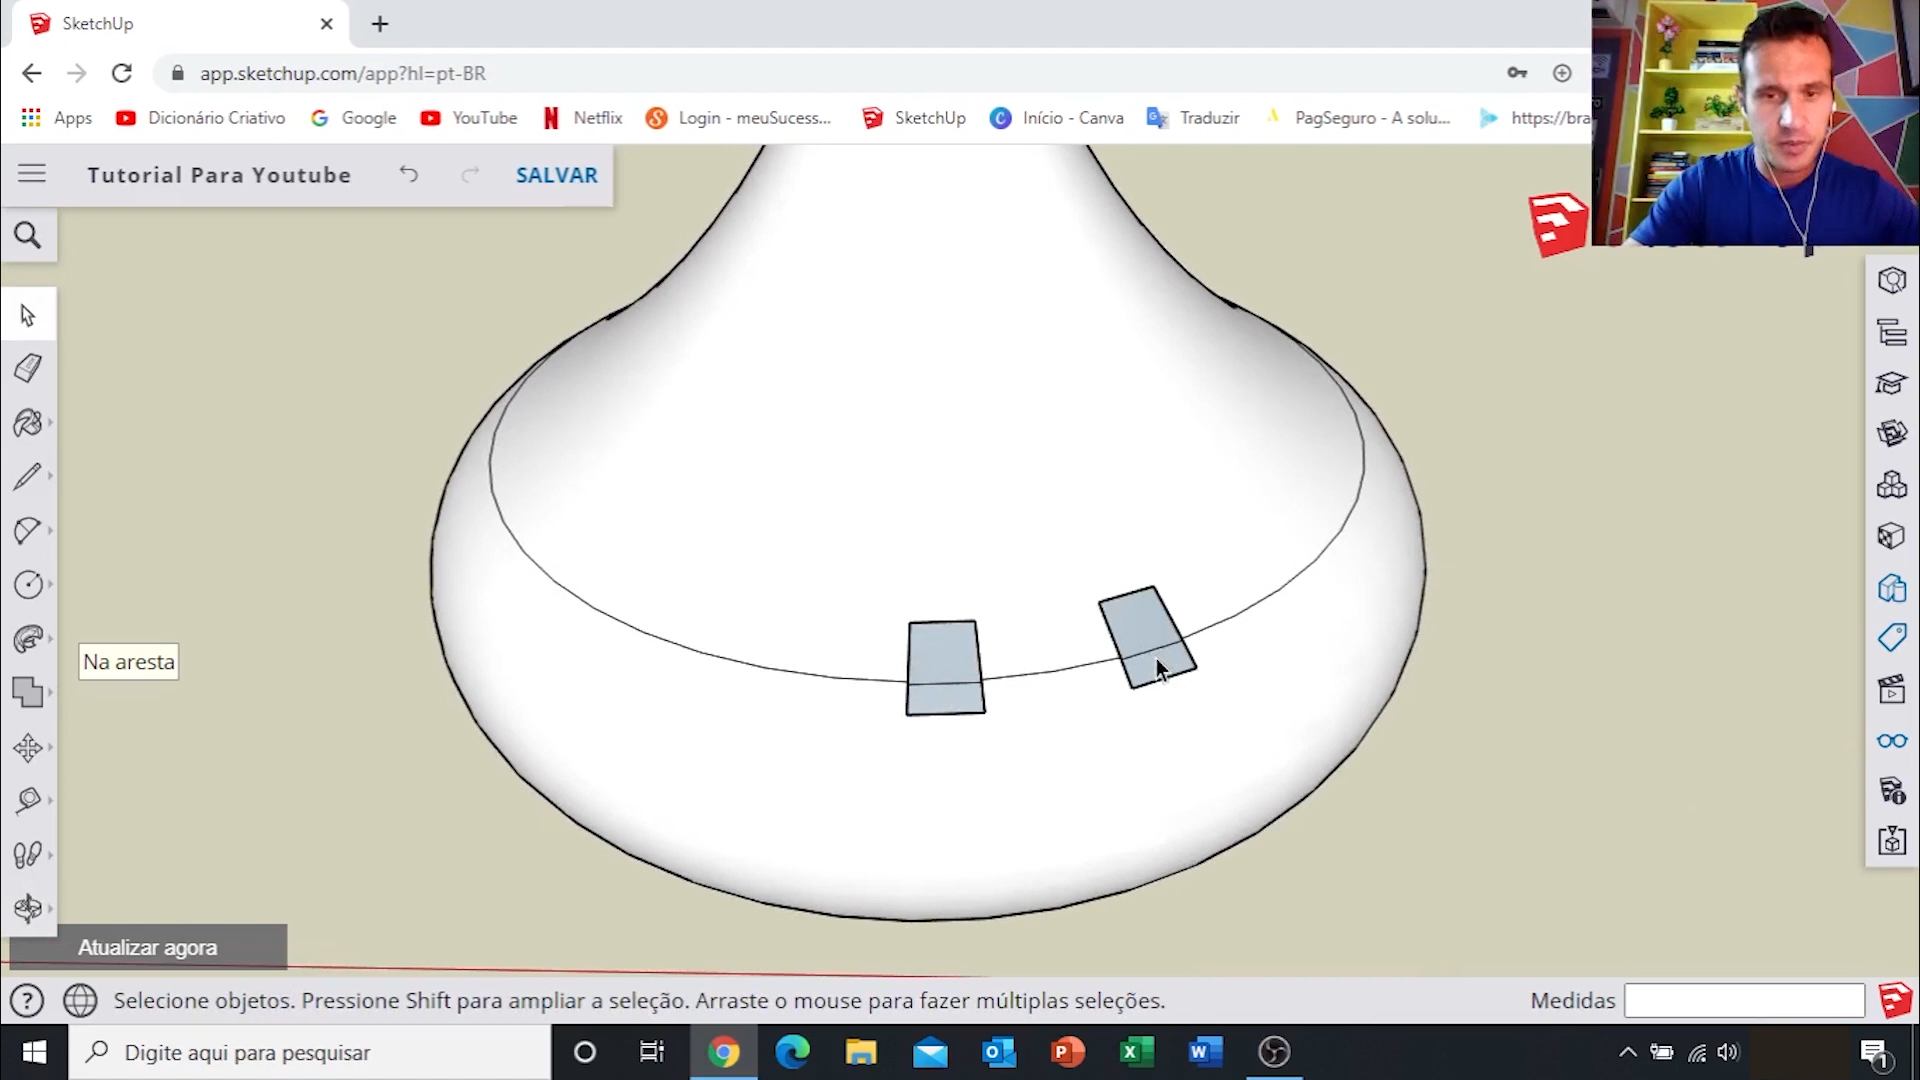 SketchUp
app.sketchup.com/app?hl=pt-BR
Apps Dicionário Criativo Google YouTube Netflix Login - meuSucess... SketchUp Início - Canva Traduzir PagSeguro - A solu... https://bra
Tutorial Para Youtube SALVAR
Na aresta
Atualizar agora
Selecione objetos. Pressione Shift para ampliar a seleção. Arraste o mouse para fazer múltiplas seleções. Medidas
Digite aqui para pesquisar
1